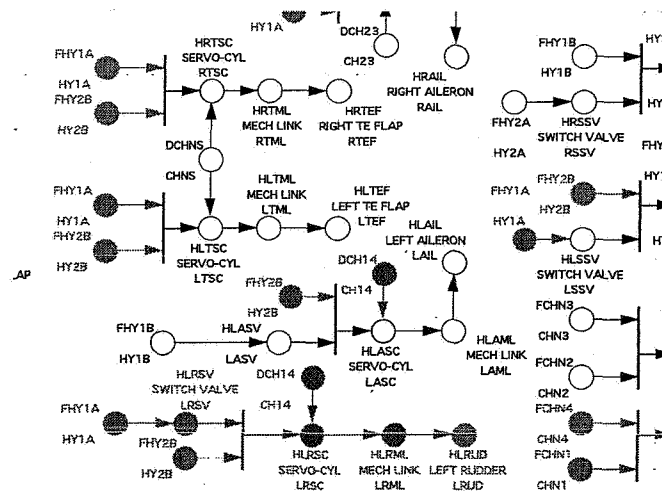 HY1A
DCH23
CH23
HRAIL
RIGHT AILERON
RAIL
FHY1A
HY1A
FHY2B
HY2B
HRTSC
SERVO-CYL
RTSC
HRTML
MECH LINK
RTML
HRTEF
RIGHT TE FLAP
RTEF
DCHNS
CHNS
FHY1A
HY1A
FHY2B
HY2B
HLTSC
SERVO-CYL
LTSC
HLTML
MECH LINK
LTML
HLTEF
LEFT TE FLAP
LTEF
HLAIL
LEFT AILERON
LAIL
DCH14
CH14
FHY2B
HY2B
FHY1B
HY1B
HLASV
LASV
HLASC
SERVO-CYL
LASC
HLAML
MECH LINK
LAML
HLRSV
SWITCH VALVE
LRSV
DCH14
CH14
FHY1A
HY1A
FHY2B
HY2B
HLRSC
SERVO-CYL
LRSC
HLRML
MECH LINK
LRML
HLRUD
LEFT RUDDER
LRUD
FHY1B
HY1B
FHY2A
HY2A
HRSSV
SWITCH VALVE
RSSV
FHY1A
HY1A
FHY2B
HY2B
HLSSV
SWITCH VALVE
LSSV
FCHN3
CHN3
FCHN2
CHN2
FCHN4
CHN4
FCHN1
CHN1
AP